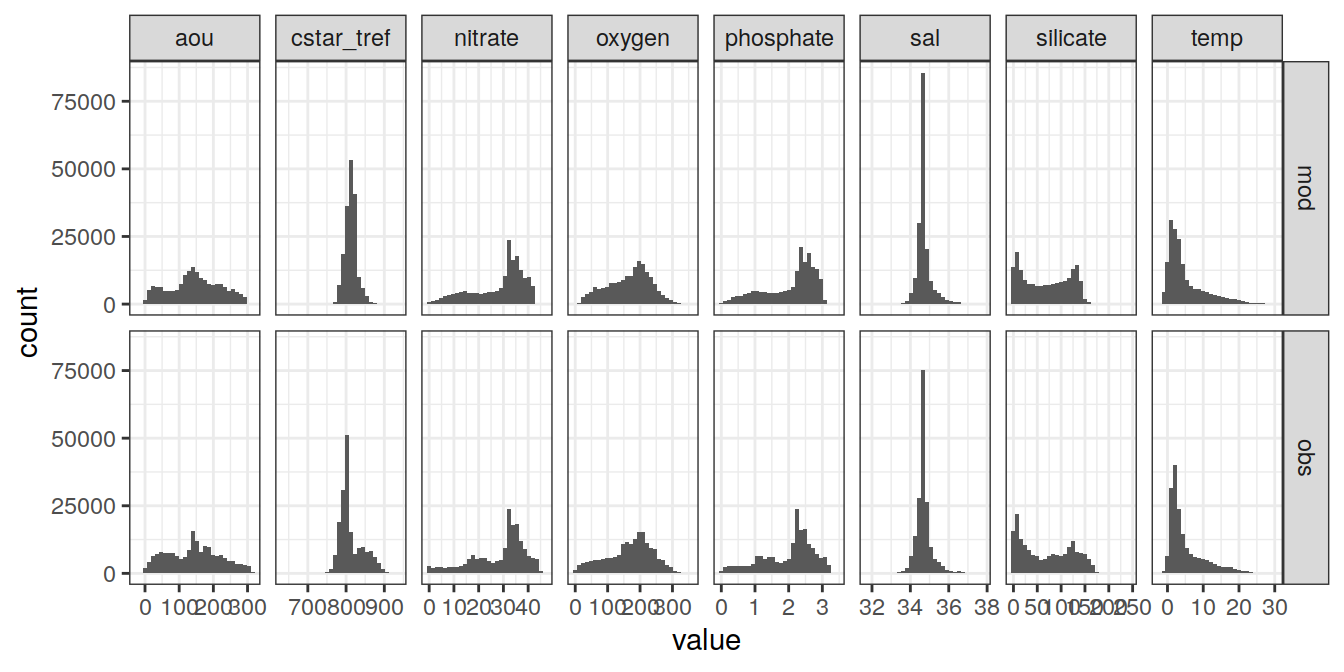 aou cstar_tref nitrate oxygen phosphate sal silicate temp
75000
50000
25000
0
mod
count
75000
50000
25000
0
obs
0 100 200 300 700 800 900 0 10 20 30 40 0 100 200 300 0 1 2 3 32 34 36 38 0 50 100 150 200 250 0 10 20 30
value